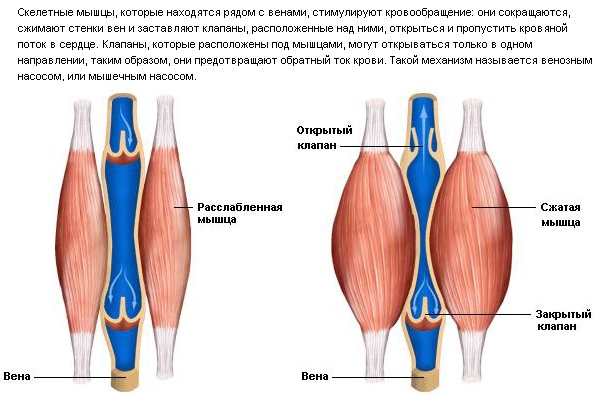 Скелетные мышцы, которые находятся рядом с венами, стимулируют кровообращение: они сокращаются,
сжимают стенки вен и заставляют клапаны, расположенные над ними, открыться и пропустить кровяной
поток в сердце. Клапаны, которые расположены под мышцами, могут открываться только в одном
направлении, таким образом, они предотвращают обратный ток крови. Такой механизм называется венозным
насосом, или мышечным насосом.
Открытый
клапан
Расслабленная
мышца
Сжатая
мышца
Закрытый
клапан
Вена
Вена